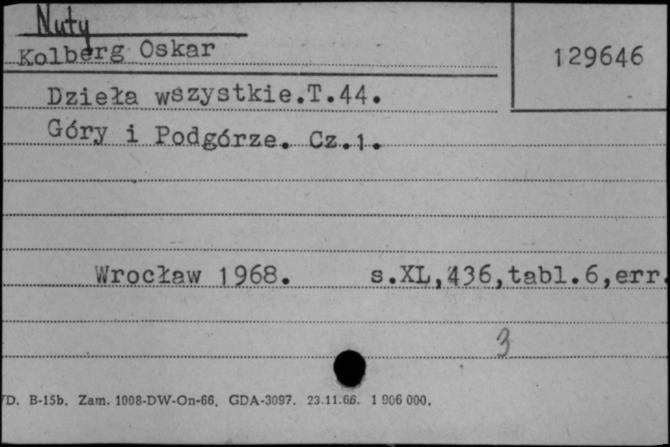 Nuty
Kolberg Oskar
129646
Dzieła wszystkie.T.44.
Góry i Podgórze. Cz.1.
Wrocław 1968. s.XL,436,tabl.6,err.
3
D. B-15b. Zam. 1008-DW-On-66. GDA-3097. 23.11.66. 1 906 000.